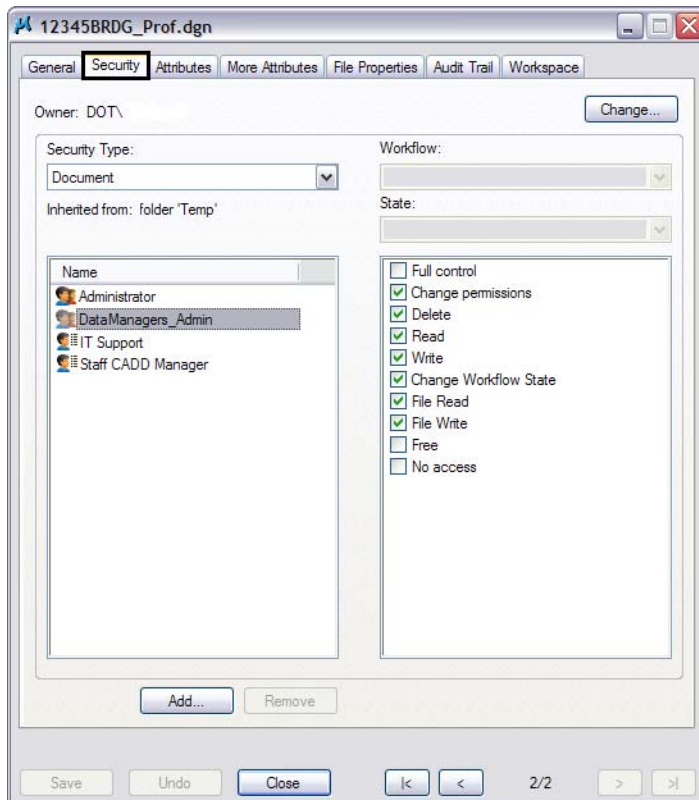 12345BRDG_Prof.dgn
General Security Attributes More Attributes File Properties Audit Trail Workspace
Owner: DOT\
Change...
Security Type:
Document
Inherited from: folder 'Temp'
Workflow:
State:
Name
Administrator
DataManagers_Admin
IT Support
Staff CADD Manager
Full control
Change permissions
Delete
Read
Write
Change Workflow State
File Read
File Write
Free
No access
Add... Remove
Save Undo Close |< < 2/2 > >|